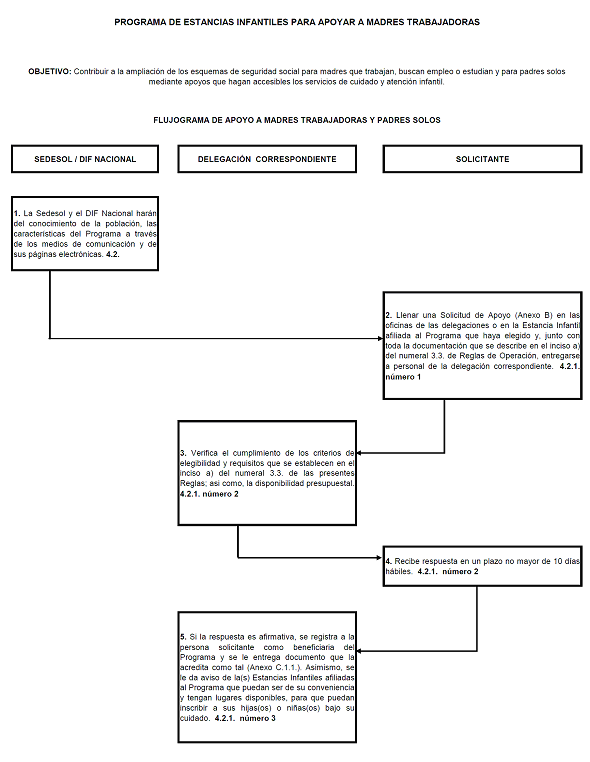 PROGRAMA DE ESTANCIAS INFANTILES PARA APOYAR A MADRES TRABAJADORAS
OBJETIVO: Contribuir a la ampliación de los esquemas de seguridad social para madres que trabajan, buscan empleo o estudian y para padres solos
mediante apoyos que hagan accesibles los servicios de cuidado y atención infantil.
FLUJOGRAMA DE APOYO A MADRES TRABAJADORAS Y PADRES SOLOS
SEDESOL / DIF NACIONAL
DELEGACIÓN CORRESPONDIENTE
SOLICITANTE
1. La Sedesol y el DIF Nacional harán
del conocimiento de la población, las
características del Programa a través
de los medios de comunicación y de
sus páginas electrónicas. 4.2.
2. Llenar una Solicitud de Apoyo (Anexo B) en las
oficinas de las delegaciones o en la Estancia Infantil
afiliada al Programa que haya elegido y, junto con
toda la documentación que se describe en el inciso a)
del numeral 3.3. de Reglas de Operación, entregarse
a personal de la delegación correspondiente. 4.2.1.
número 1
3. Verifica el cumplimiento de los criterios de
elegibilidad y requisitos que se establecen en el
inciso a) del numeral 3.3. de las presentes
Reglas; asi como, la disponibilidad presupuestal.
4.2.1. número 2
4. Recibe respuesta en un plazo no mayor de 10 días
hábiles. 4.2.1. número 2
5. Si la respuesta es afirmativa, se registra a la
persona solicitante como beneficiaria del
Programa y se le entrega documento que la
acredita como tal (Anexo C.1.1.). Asimismo, se
le da aviso de la(s) Estancias Infantiles afiliadas
al Programa que puedan ser de su conveniencia
y tengan lugares disponibles, para que puedan
inscribir a sus hijas(os) o niñas(os) bajo su
cuidado. 4.2.1. número 3